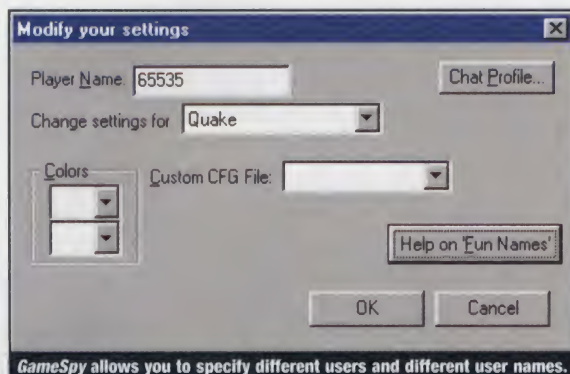 Modify your settings
Player Name. 65535
Chat Profile...
Change settings for Quake
Colors
Custom CFG File:
Help on 'Fun Names'
OK Cancel
GameSpy allows you to specify different users and different user names.